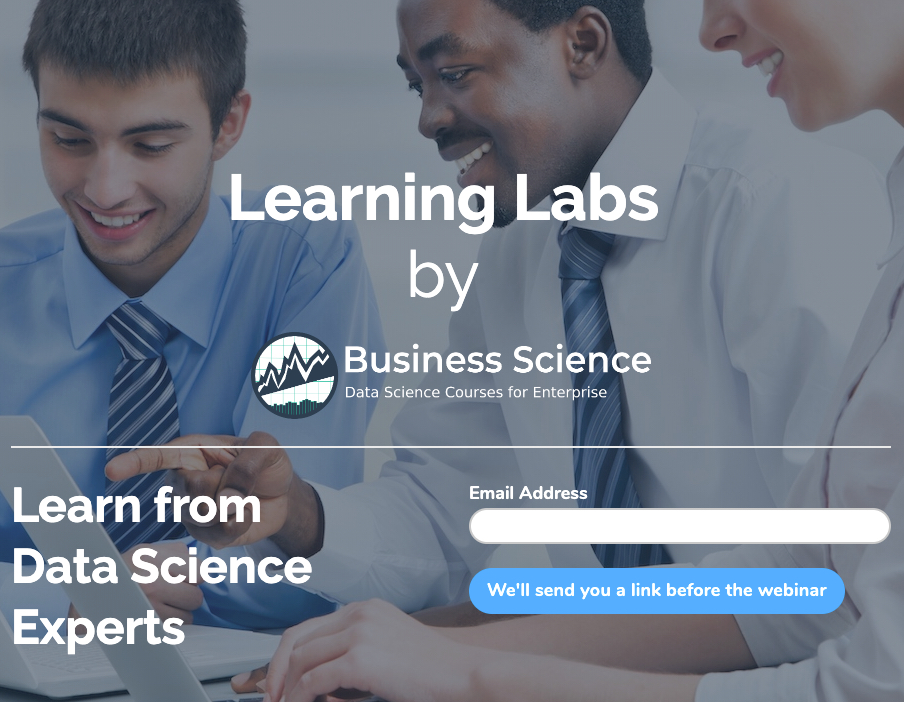 Learning Labs
by
Business Science
Data Science Courses for Enterprise
Learn from
Data Science
Experts
Email Address
We'll send you a link before the webinar